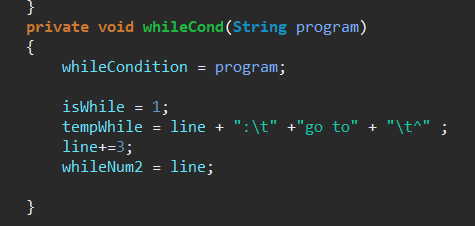 }
private void whileCond(String program)
{
whileCondition = program;
isWhile = 1;
tempWhile = line + ":\t" +"go to" + "\t^" ;
line+=3;
whileNum2 = line;
}